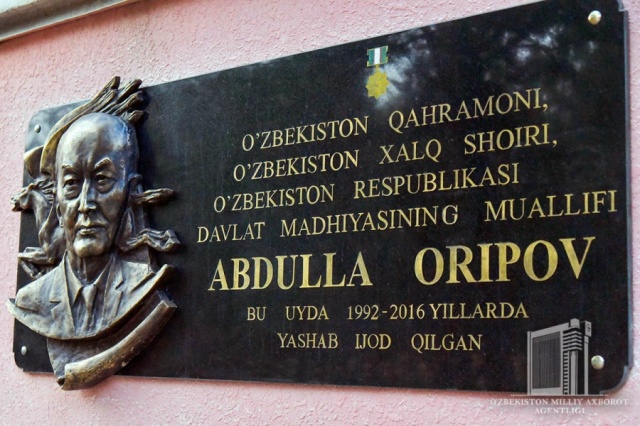 O'ZBEKISTON QAHRAMONI,
O'ZBEKISTON XALQ SHOIRI,
O'ZBEKISTON RESPUBLIKASI
DAVLAT MADHIYASINING MUALLIFI
ABDULLA ORIPOV
BU UYDA 1992-2016 YILLARDA
YASHAB IJOD QILGAN
O'ZBEKISTON MILLIY AXBOROT
AGENTLIGI